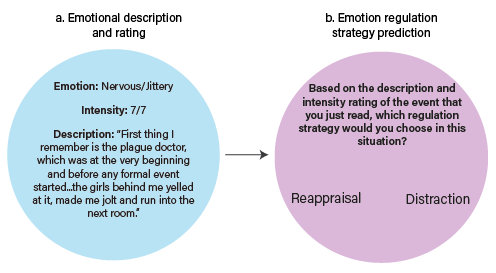 a. Emotional description
and rating
Emotion: Nervous/Jittery
Intensity: 7/7
Description: “First thing I
remember is the plague doctor,
which was at the very beginning
and before any formal event
started...the girls behind me yelled
at it, made me jolt and run into the
next room.”
b. Emotion regulation
strategy prediction
Based on the description and
intensity rating of the event that
you just read, which regulation
strategy would you choose in this
situation?
Reappraisal
Distraction